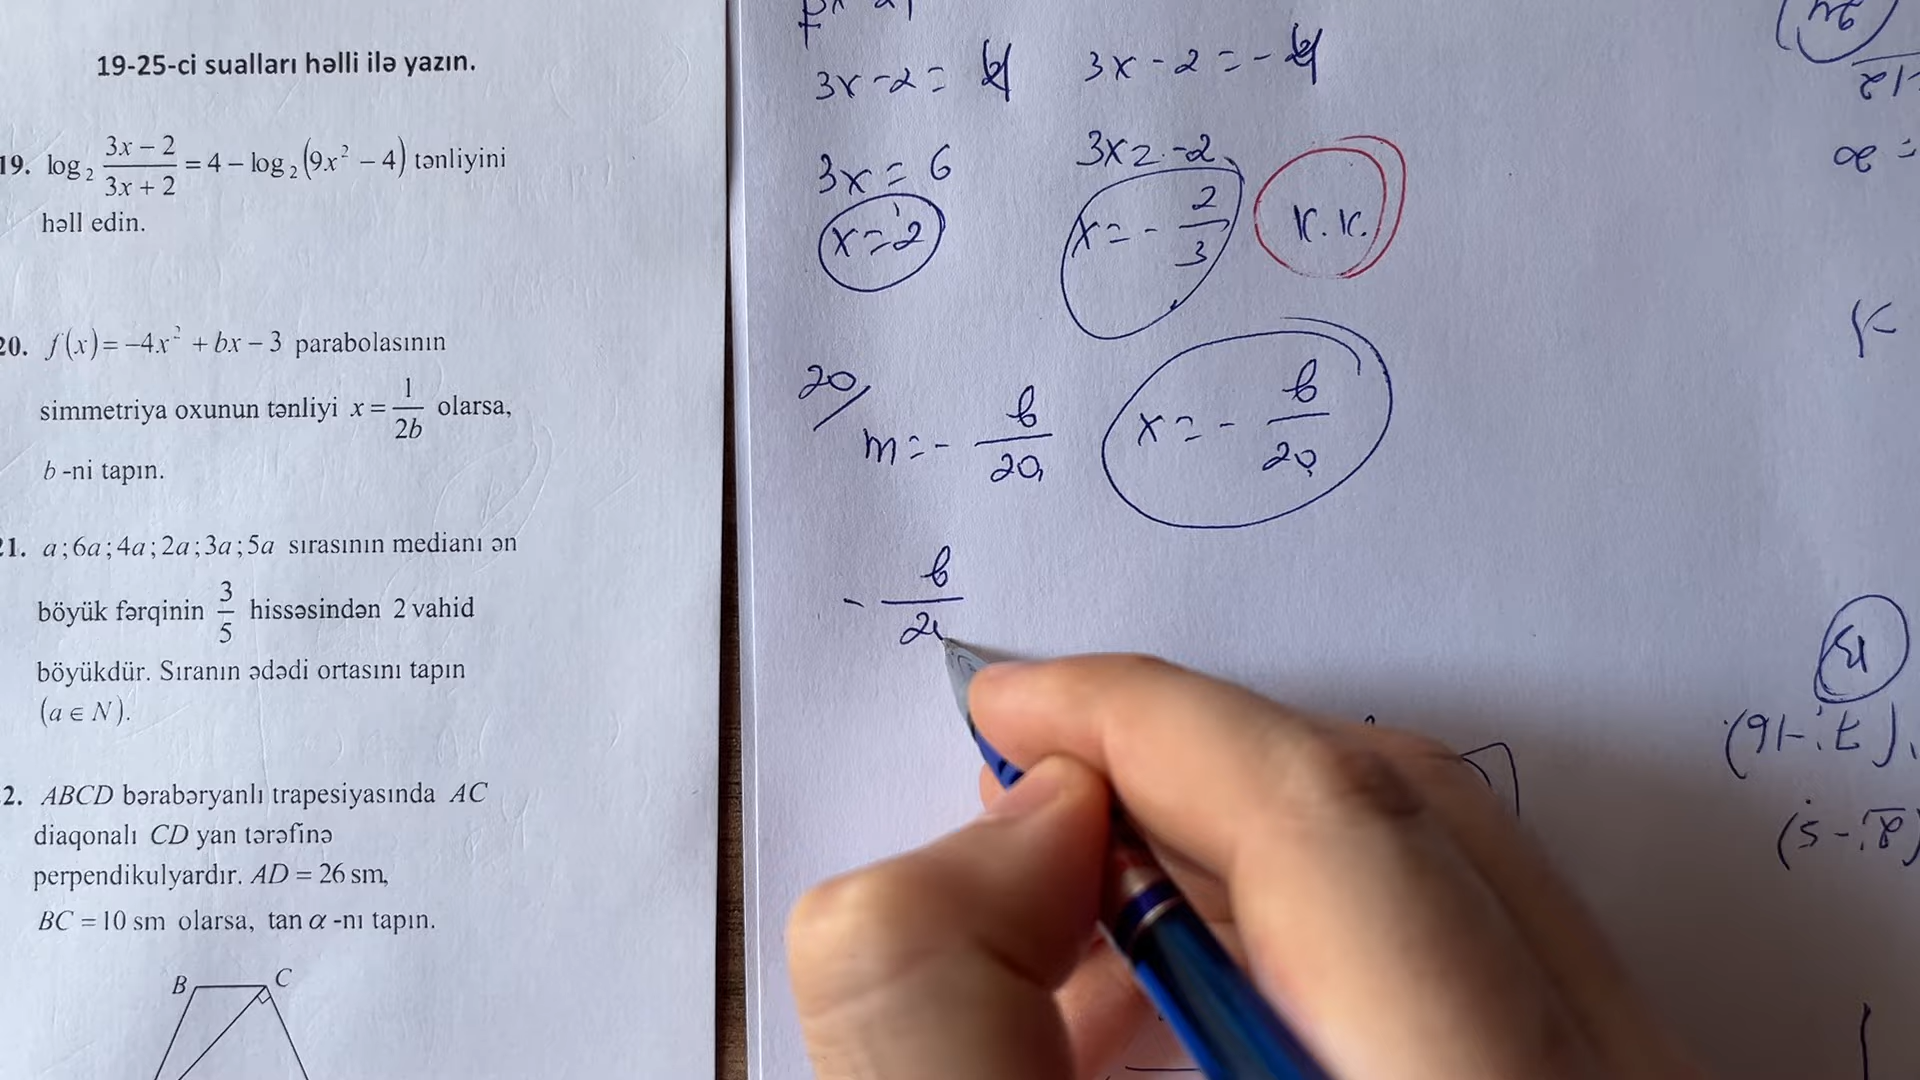 19-25-ci sualları həlli ilə yazın.
19. log₂ (3x − 2)/(3x + 2) = 4 − log₂(9x² − 4) tənliyini
həll edin.
20. f(x) = −4x² + bx − 3 parabolasının
simmetriya oxunun tənliyi x = 1/(2b) olarsa,
b-ni tapın.
21. a; 6a; 4a; 2a; 3a; 5a sırasının medianı ən
böyük fərqinin 3/5 hissəsindən 2 vahid
böyükdür. Sıranın ədədi ortasını tapın
(a ∈ N).
2. ABCD bərabəryanlı trapesiyasında AC
diaqonalı CD yan tərəfinə
perpendikulyardır. AD = 26 sm,
BC = 10 sm olarsa, tan α-nı tapın.
B C
3x − 2 = 4
3x = 6
x = 2
3x − 2 = −4
3x = −2
x = − 2/3
K.K.
20/
m = − b/2a
x = − b/2a
− b/2